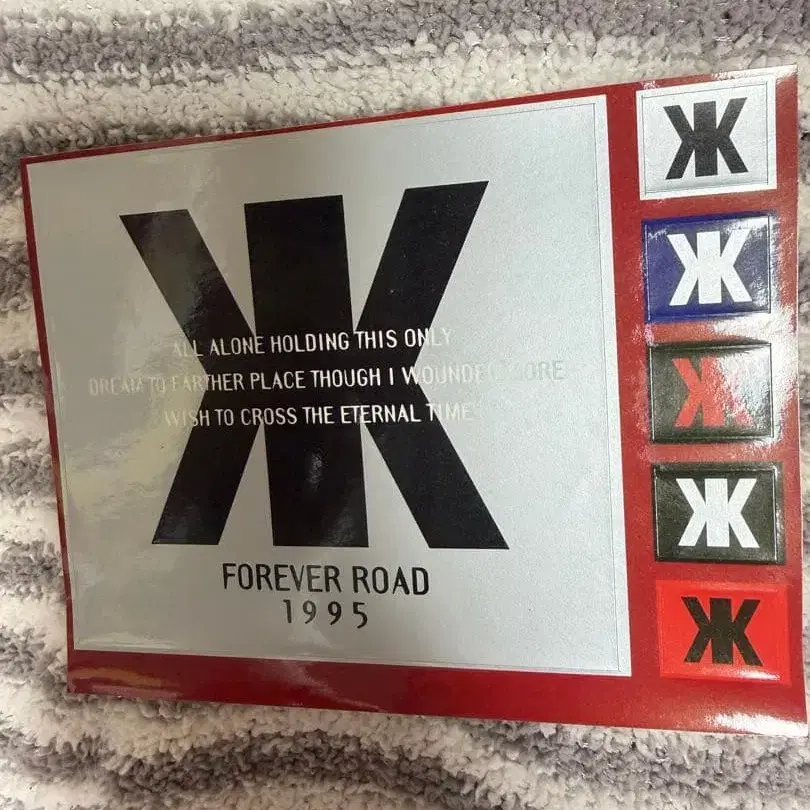 ALL ALONE HOLDING THIS ONLY
DREAM TO FARTHER PLACE THOUGH I WOUNDED MORE
WISH TO CROSS THE ETERNAL TIME
FOREVER ROAD
1995